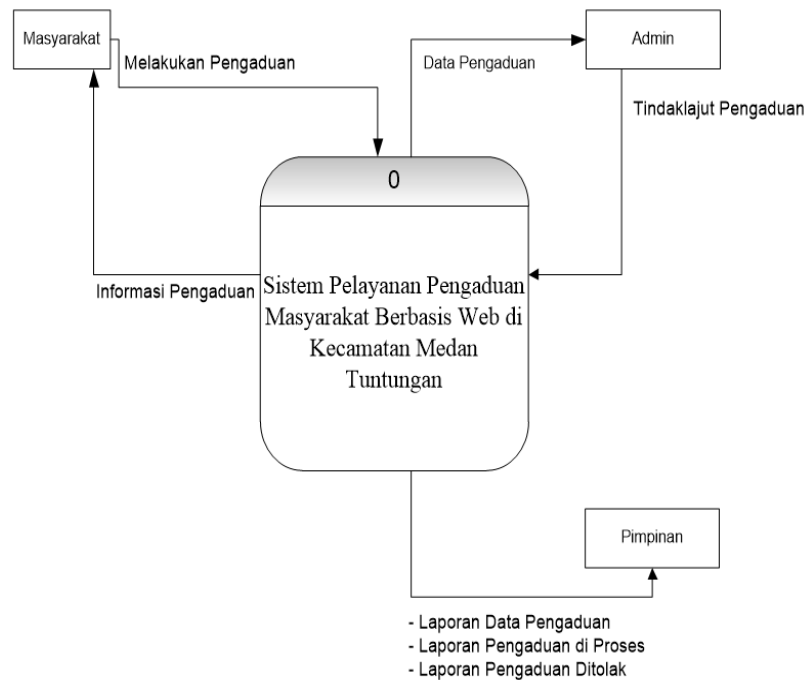 Masyarakat
Melakukan Pengaduan
Data Pengaduan
Admin
Tindaklajut Pengaduan
0
Informasi Pengaduan
Sistem Pelayanan Pengaduan
Masyarakat Berbasis Web di
Kecamatan Medan
Tuntungan
Pimpinan
- Laporan Data Pengaduan
- Laporan Pengaduan di Proses
- Laporan Pengaduan Ditolak